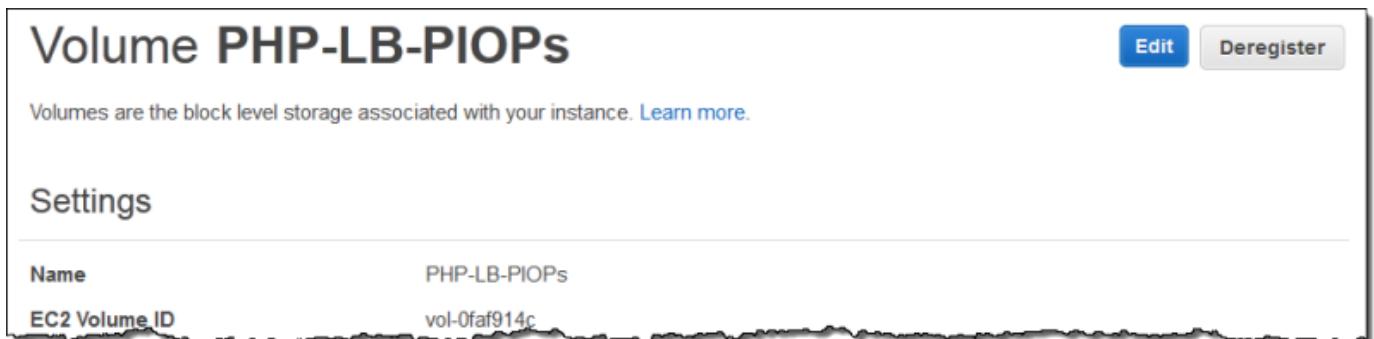 Volume PHP-LB-PIOPs
Edit
Deregister
Volumes are the block level storage associated with your instance. Learn more.
Settings
Name PHP-LB-PIOPs
EC2 Volume ID vol-0faf914c